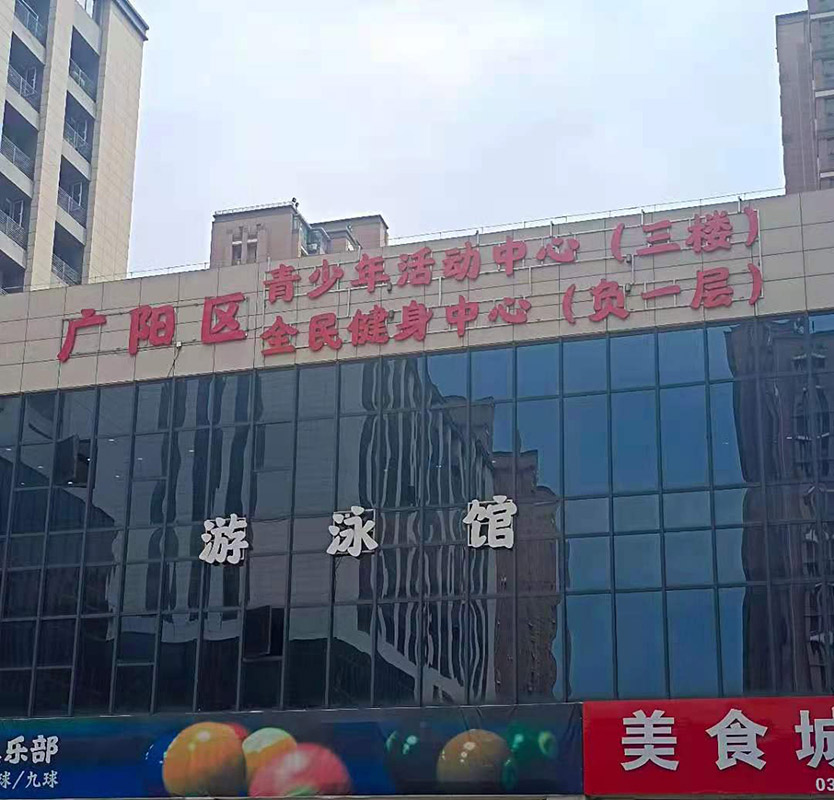 广阳区
青少年活动中心（三楼）
全民健身中心（负一层）
游泳馆
乐部
球/九球
美食城
03